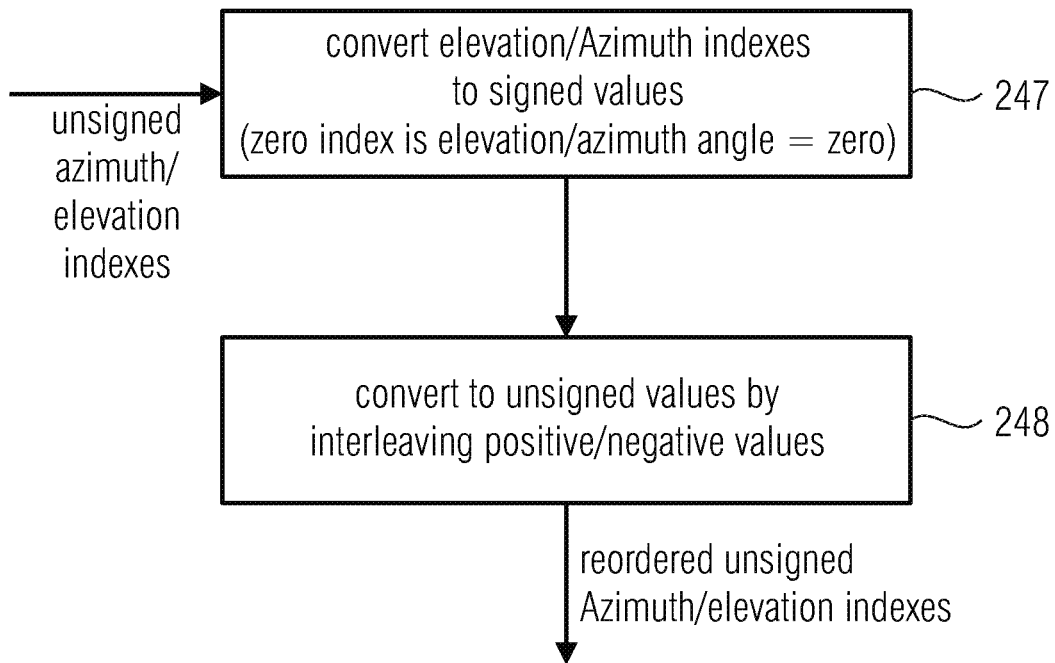 convert elevation/Azimuth indexes
to signed values
(zero index is elevation/azimuth angle = zero)
247
unsigned
azimuth/
elevation
indexes
convert to unsigned values by
interleaving positive/negative values
248
reordered unsigned
Azimuth/elevation indexes